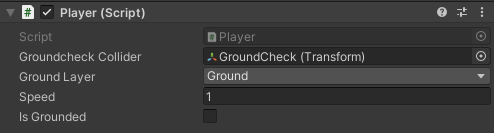 Player (Script)
Script Player
Groundcheck Collider GroundCheck (Transform)
Ground Layer Ground
Speed 1
Is Grounded